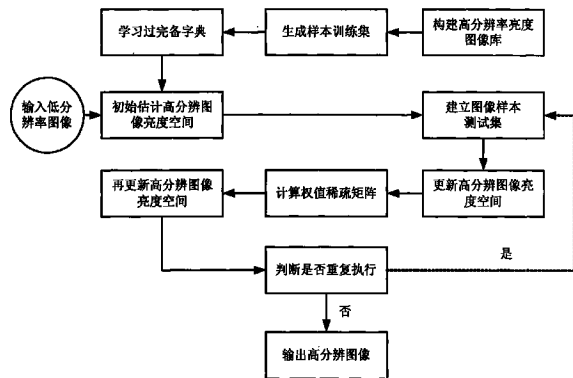 学习过完备字典
生成样本训练集
构建高分辨率亮度
图像库
输入低分
辨率图像
初始估计高分辨图
像亮度空间
建立图像样本
测试集
再更新高分辨图像
亮度空间
计算权值稀疏矩阵
更新高分辨图像亮
度空间
判断是否重复执行
是
否
输出高分辨图像